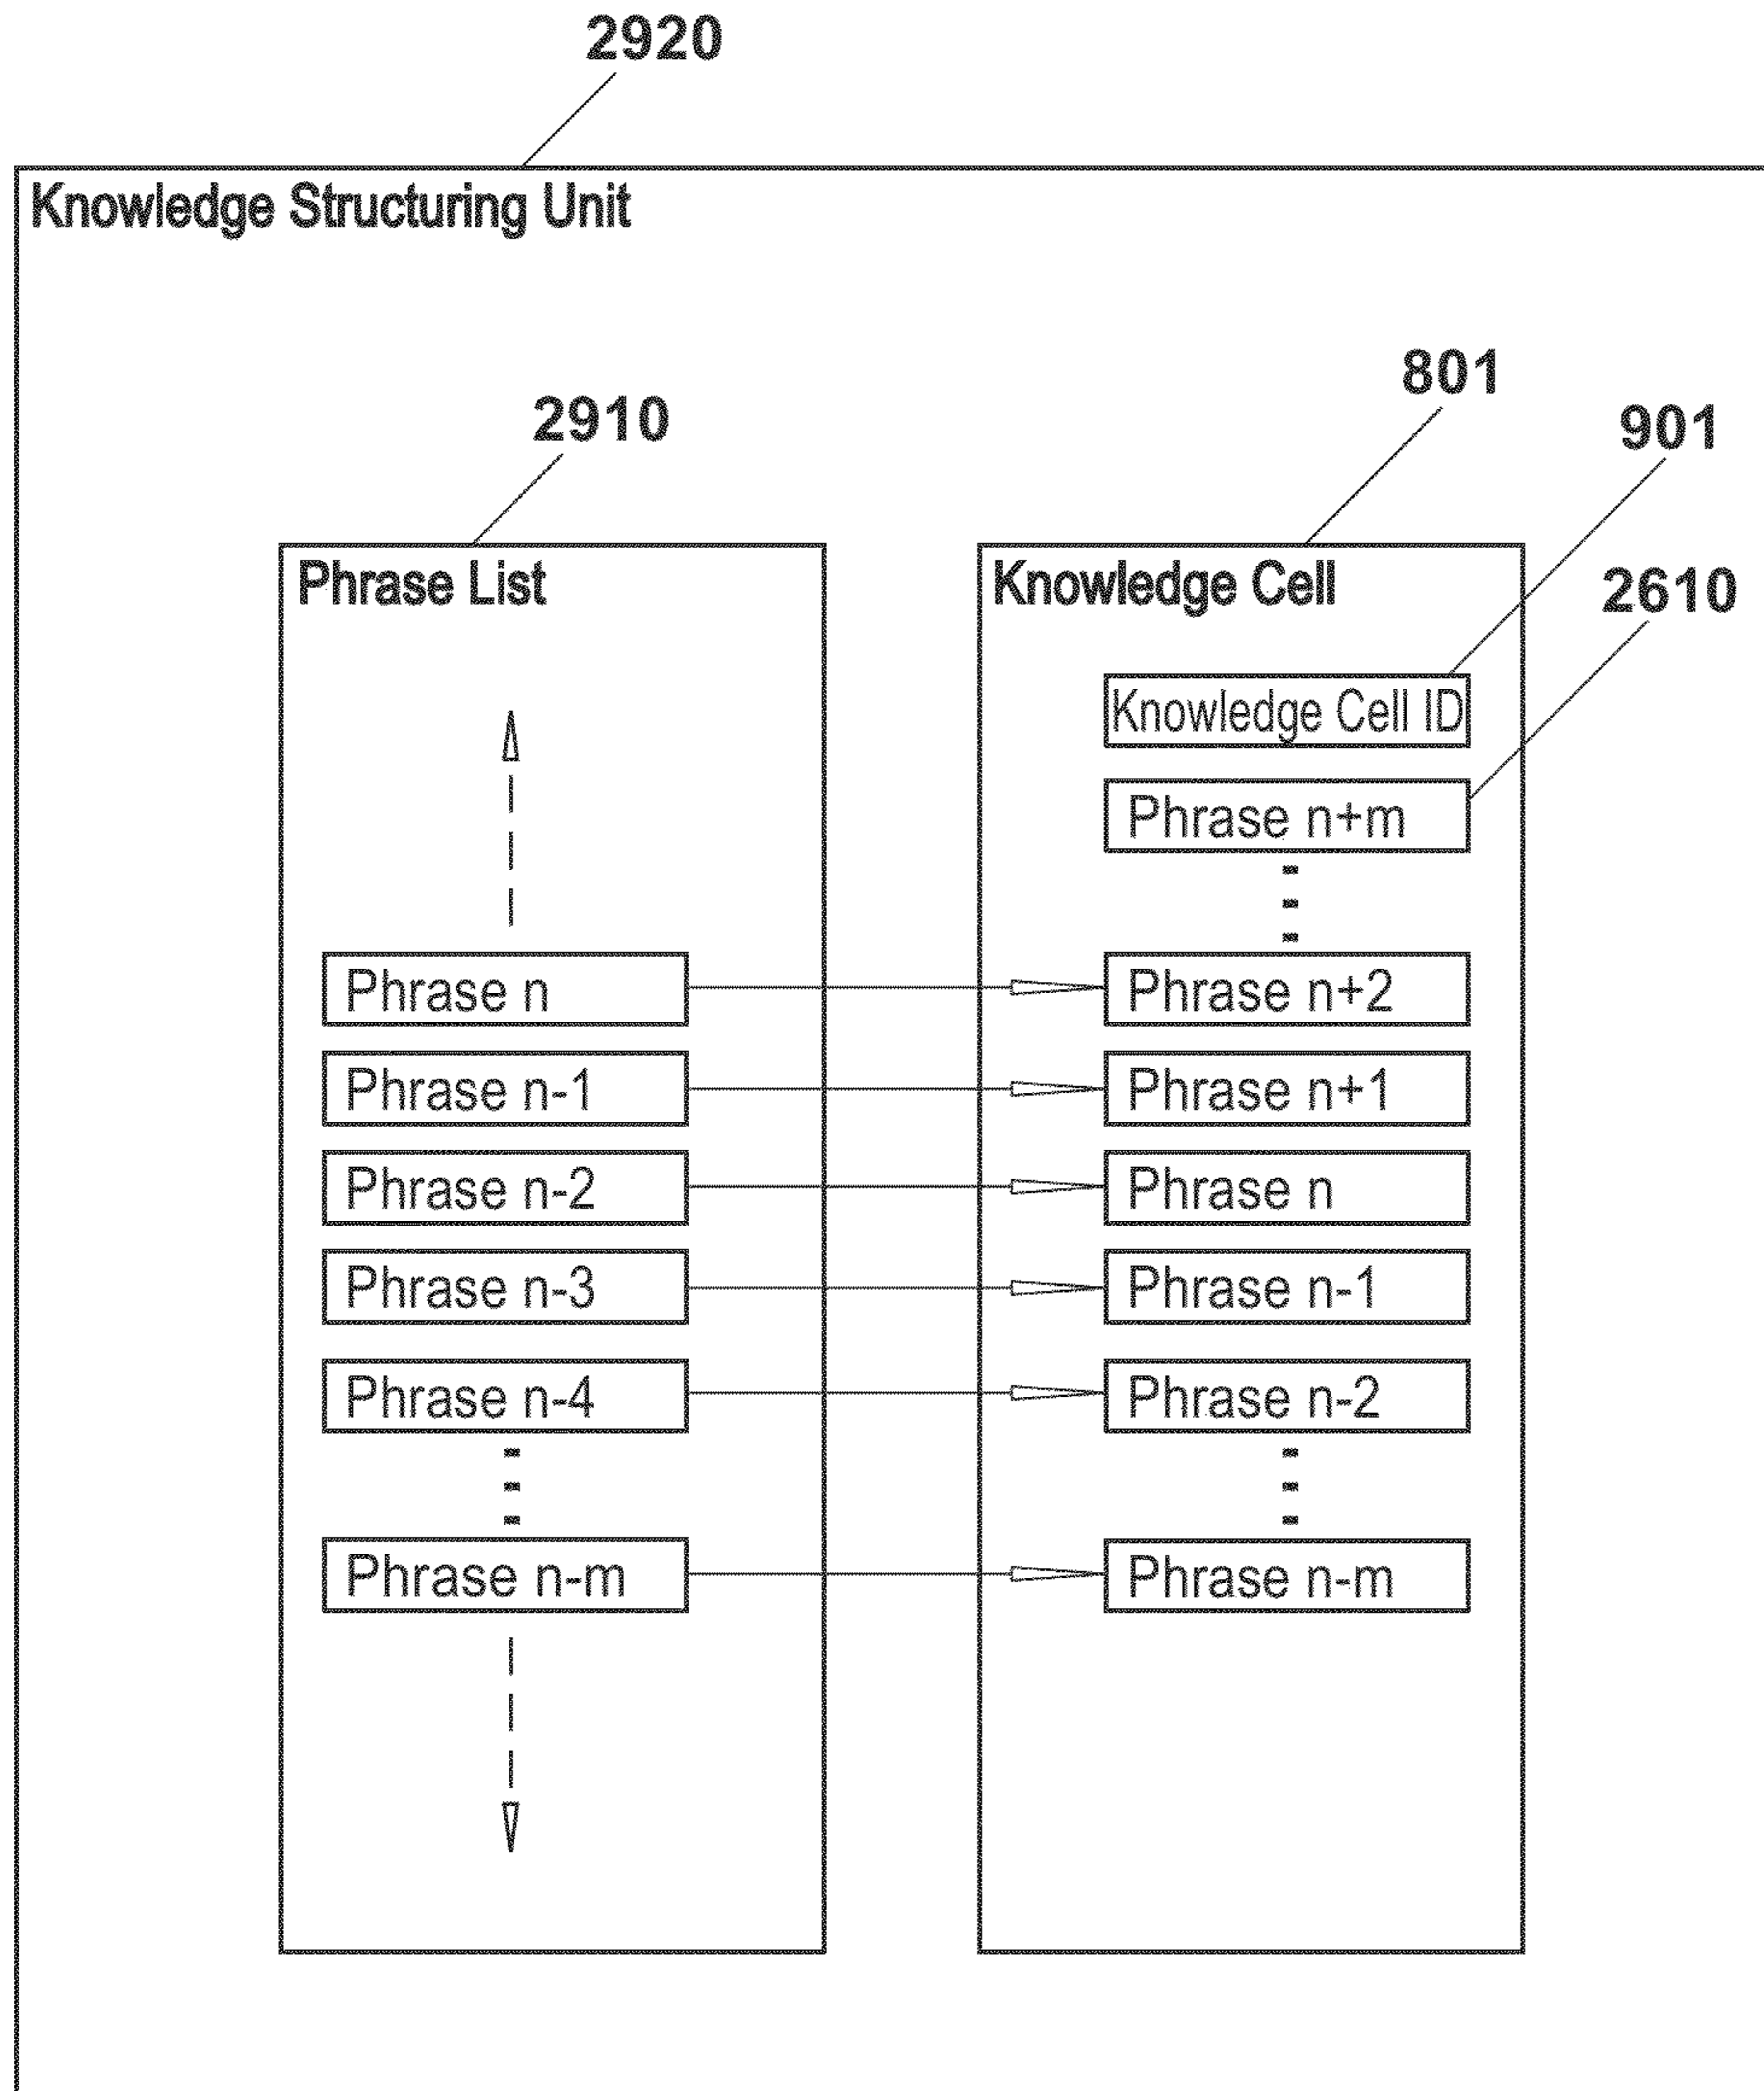 2920
Knowledge Structuring Unit
801
2910
901
Phrase List
Knowledge Cell
2610
Knowledge Cell ID
Phrase n+m
Phrase n
Phrase n+2
Phrase n-1
Phrase n+1
Phrase n-2
Phrase n
Phrase n-3
Phrase n-1
Phrase n-4
Phrase n-2
Phrase n-m
Phrase n-m